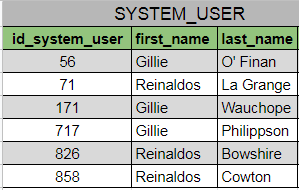 SYSTEM_USER
id_system_user first_name last_name
56 Gillie O' Finan
71 Reinaldos La Grange
171 Gillie Wauchope
717 Gillie Philippson
826 Reinaldos Bowshire
858 Reinaldos Cowton